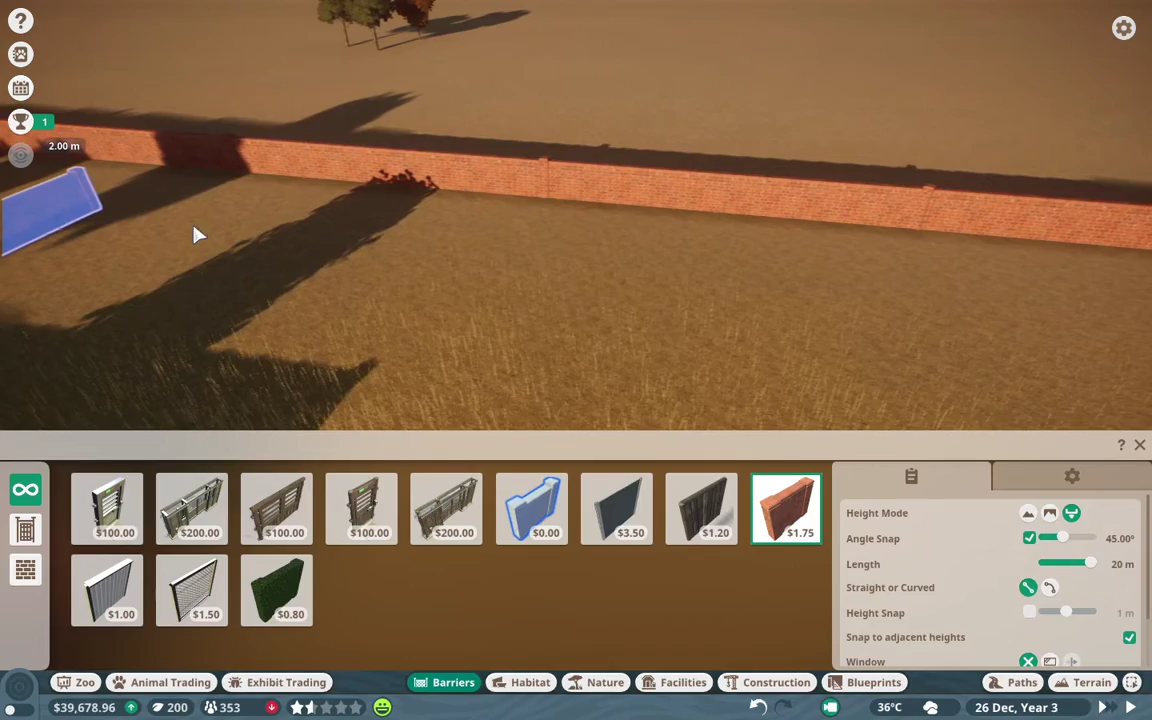 ?
1
2.00 m
?
$100.00 $200.00 $100.00 $100.00 $200.00 $0.00 $3.50 $1.20 $1.75
$1.00 $1.50 $0.80
Height Mode
Angle Snap 45.00°
Length 20 m
Straight or Curved
Height Snap 1 m
Snap to adjacent heights
Window
Zoo Animal Trading Exhibit Trading Barriers Habitat Nature Facilities Construction Blueprints Paths Terrain
$39,678.96 200 353 36°C 26 Dec, Year 3